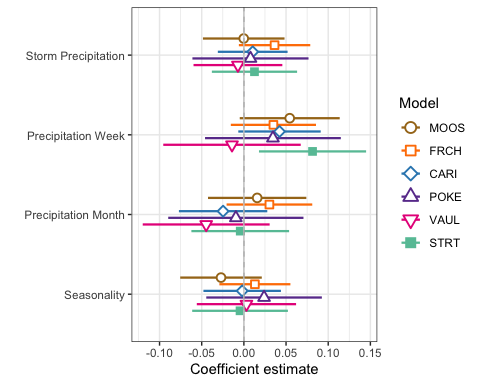 Storm Precipitation
Precipitation Week
Precipitation Month
Seasonality
-0.10 -0.05 0.00 0.05 0.10 0.15
Coefficient estimate
Model
MOOS
FRCH
CARI
POKE
VAUL
STRT